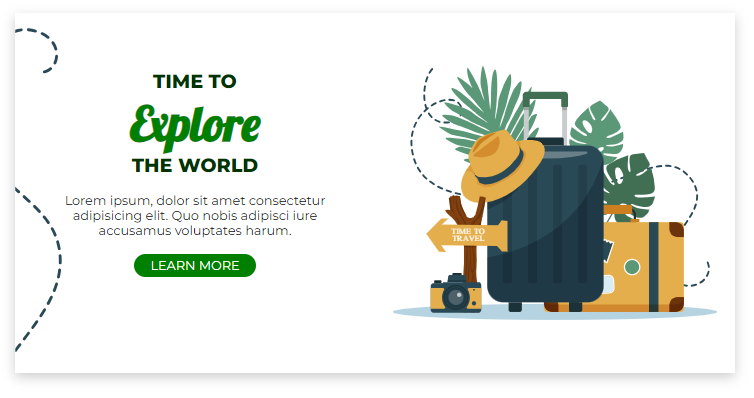 TIME TO
Explore
THE WORLD
Lorem ipsum, dolor sit amet consectetur
adipisicing elit. Quo nobis adipisci iure
accusamus voluptates harum.
LEARN MORE
TIME TO
TRAVEL